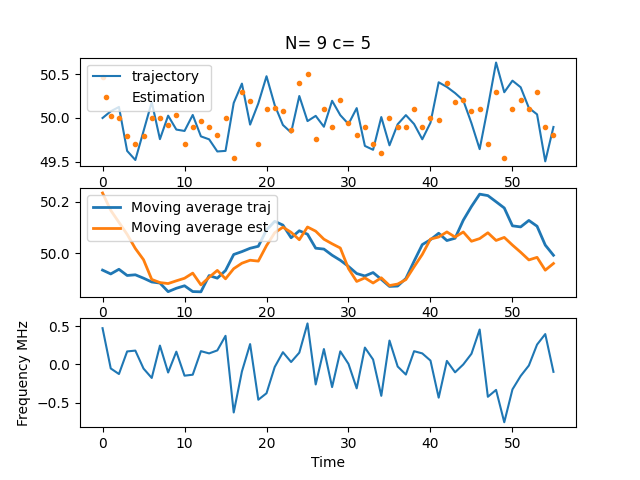 N= 9 c= 5
50.5
50.0
49.5
trajectory
Estimation
0 10 20 30 40 50
50.2
50.0
Moving average traj
Moving average est
0 10 20 30 40 50
0.5
0.0
−0.5
Frequency MHz
0 10 20 30 40 50
Time